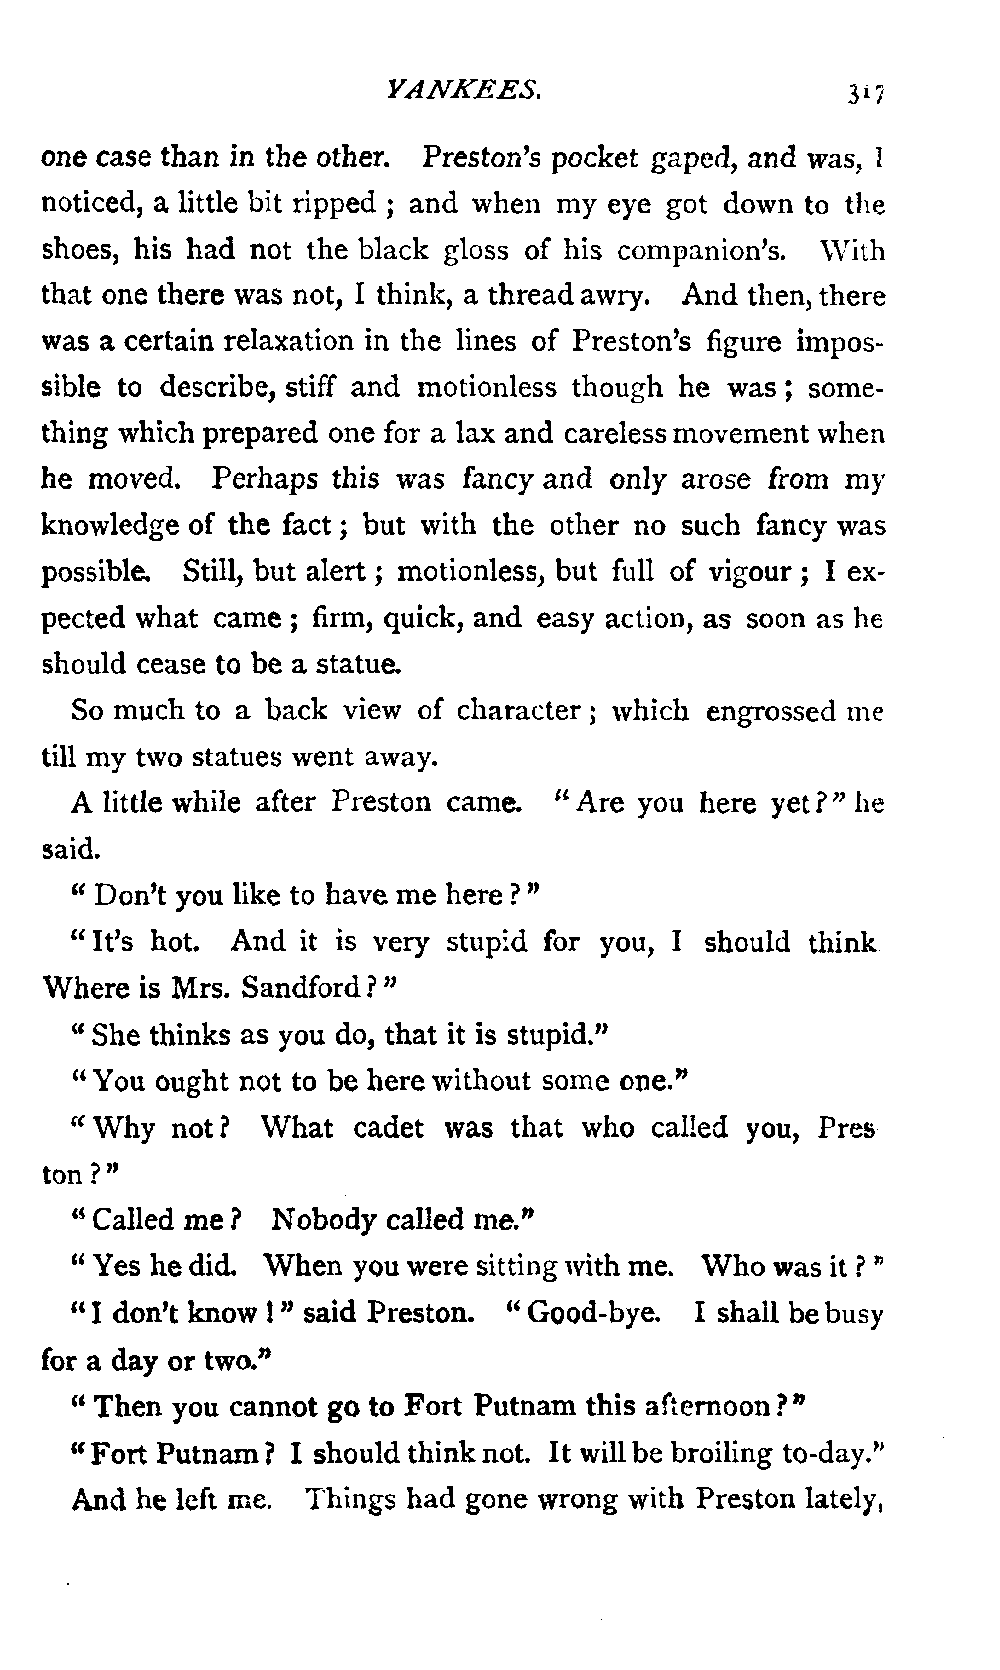 YANKEES. 317
one case than in the other. Preston's pocket gaped, and was, I
noticed, a little bit ripped ; and when my eye got down to the
shoes, his had not the black gloss of his companion's. With
that one there was not, I think, a thread awry. And then, there
was a certain relaxation in the lines of Preston's figure impos-
sible to describe, stiff and motionless though he was ; some-
thing which prepared one for a lax and careless movement when
he moved. Perhaps this was fancy and only arose from my
knowledge of the fact ; but with the other no such fancy was
possible. Still, but alert ; motionless, but full of vigour ; I ex-
pected what came ; firm, quick, and easy action, as soon as he
should cease to be a statue.
So much to a back view of character ; which engrossed me
till my two statues went away.
A little while after Preston came. “ Are you here yet ? ” he
said.
“ Don't you like to have me here ? ”
“ It's hot. And it is very stupid for you, I should think
Where is Mrs. Sandford ? ”
“ She thinks as you do, that it is stupid.”
“ You ought not to be here without some one.”
“ Why not ? What cadet was that who called you, Pres
ton ? ”
“ Called me ? Nobody called me.”
“ Yes he did. When you were sitting with me. Who was it ? ”
“ I don't know ! ” said Preston. “ Good-bye. I shall be busy
for a day or two.”
“ Then you cannot go to Fort Putnam this afternoon ? ”
“ Fort Putnam ? I should think not. It will be broiling to-day.”
And he left me. Things had gone wrong with Preston lately,